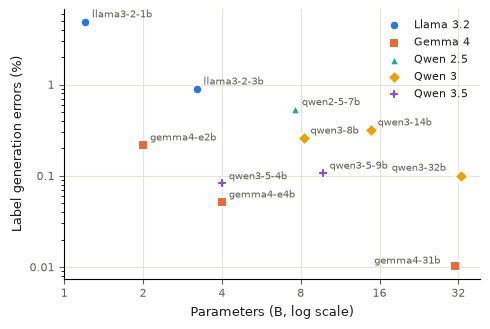 llama3-2-1b
Llama 3.2
Gemma 4
Qwen 2.5
Qwen 3
Qwen 3.5
llama3-2-3b
qwen2-5-7b
qwen3-14b
qwen3-8b
gemma4-e2b
qwen3-5-4b
qwen3-5-9b
qwen3-32b
gemma4-e4b
gemma4-31b
1
0.1
0.01
Label generation errors (%)
1 2 4 8 16 32
Parameters (B, log scale)